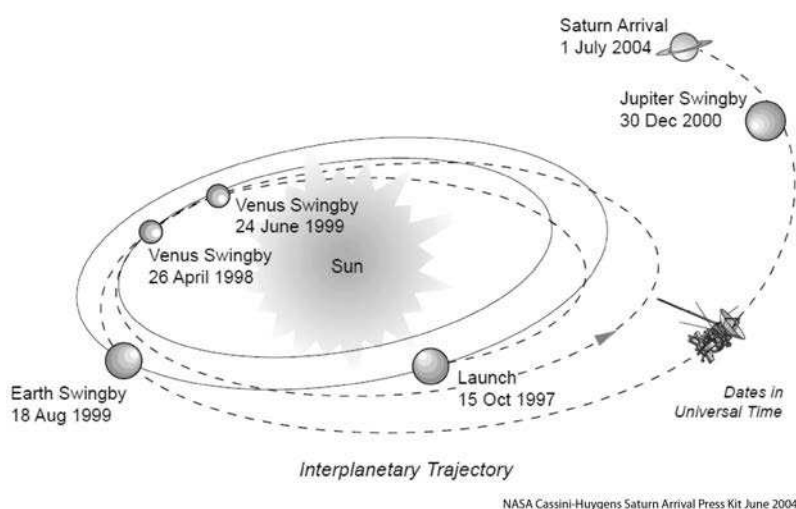 Saturn Arrival
1 July 2004
Jupiter Swingby
30 Dec 2000
Venus Swingby
24 June 1999
Venus Swingby
26 April 1998
Sun
Earth Swingby
18 Aug 1999
Launch
15 Oct 1997
Dates in
Universal Time
Interplanetary Trajectory
NASA Cassini-Huygens Saturn Arrival Press Kit June 2004